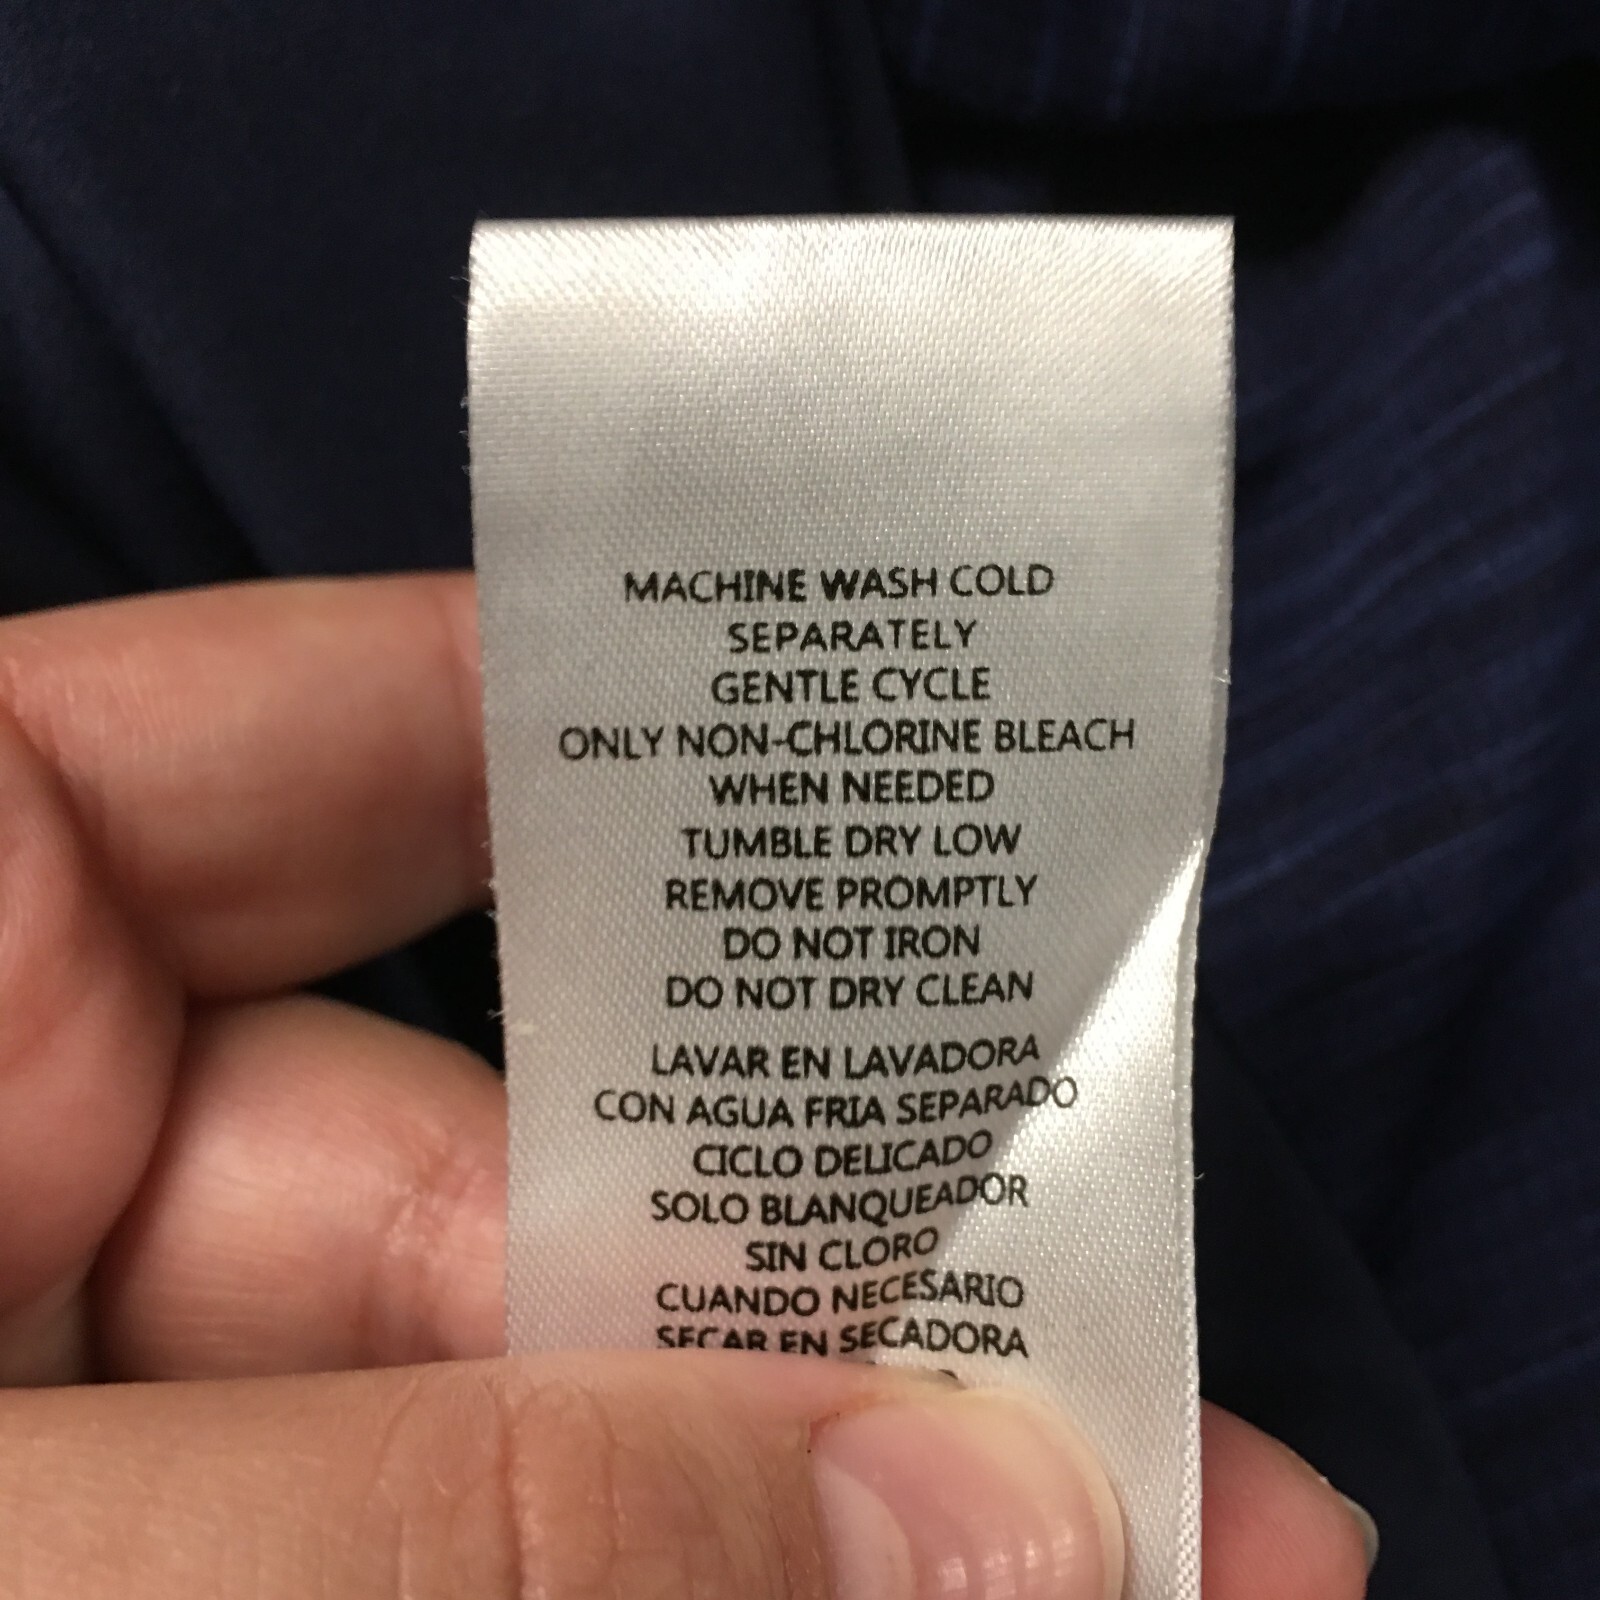 MACHINE WASH COLD
SEPARATELY
GENTLE CYCLE
ONLY NON-CHLORINE BLEACH
WHEN NEEDED
TUMBLE DRY LOW
REMOVE PROMPTLY
DO NOT IRON
DO NOT DRY CLEAN
LAVAR EN LAVADORA
CON AGUA FRIA SEPARADO
CICLO DELICADO
SOLO BLANQUEADOR
SIN CLORO
CUANDO NECESARIO
SECAR EN SECADORA